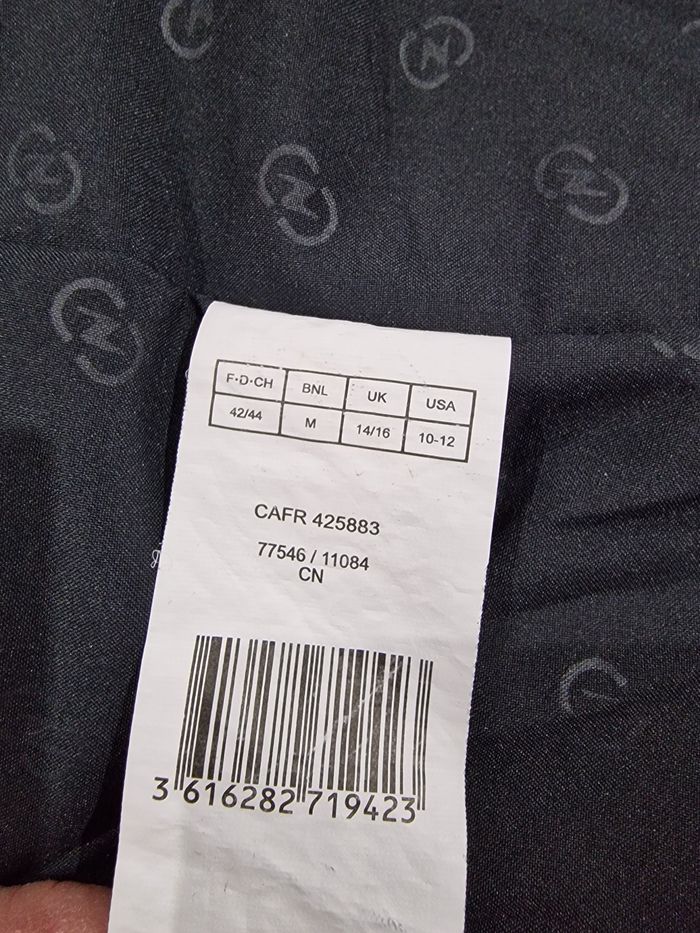 F·D·CH BNL UK USA
42/44 M 14/16 10-12
CAFR 425883
77546 / 11084
CN
3 616282 719423